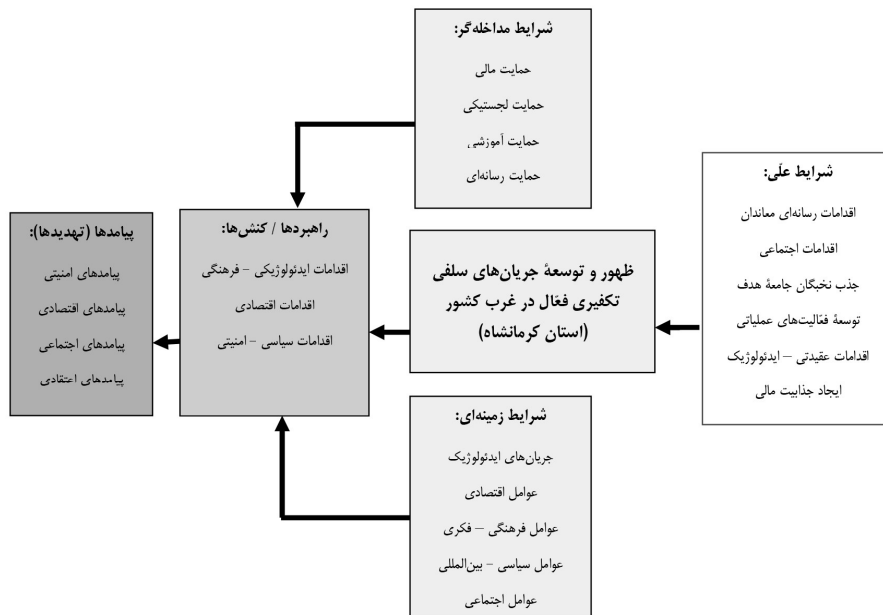 شرایط مداخله‌گر:
حمایت مالی
حمایت لجستیکی
حمایت آموزشی
حمایت رسانه‌ای
شرایط علّی:
اقدامات رسانه‌ای معاندان
اقدامات اجتماعی
جذب نخبگان جامعهٔ هدف
توسعهٔ فعّالیت‌های عملیاتی
اقدامات عقیدتی – ایدئولوژیک
ایجاد جذابیت مالی
ظهور و توسعهٔ جریان‌های سلفی
تکفیری فعّال در غرب کشور
(استان کرمانشاه)
راهبردها / کنش‌ها:
اقدامات ایدئولوژیکی – فرهنگی
اقدامات اقتصادی
اقدامات سیاسی – امنیتی
پیامدها (تهدیدها):
پیامدهای امنیتی
پیامدهای اقتصادی
پیامدهای اجتماعی
پیامدهای اعتقادی
شرایط زمینه‌ای:
جریان‌های ایدئولوژیک
عوامل اقتصادی
عوامل فرهنگی – فکری
عوامل سیاسی – بین‌المللی
عوامل اجتماعی